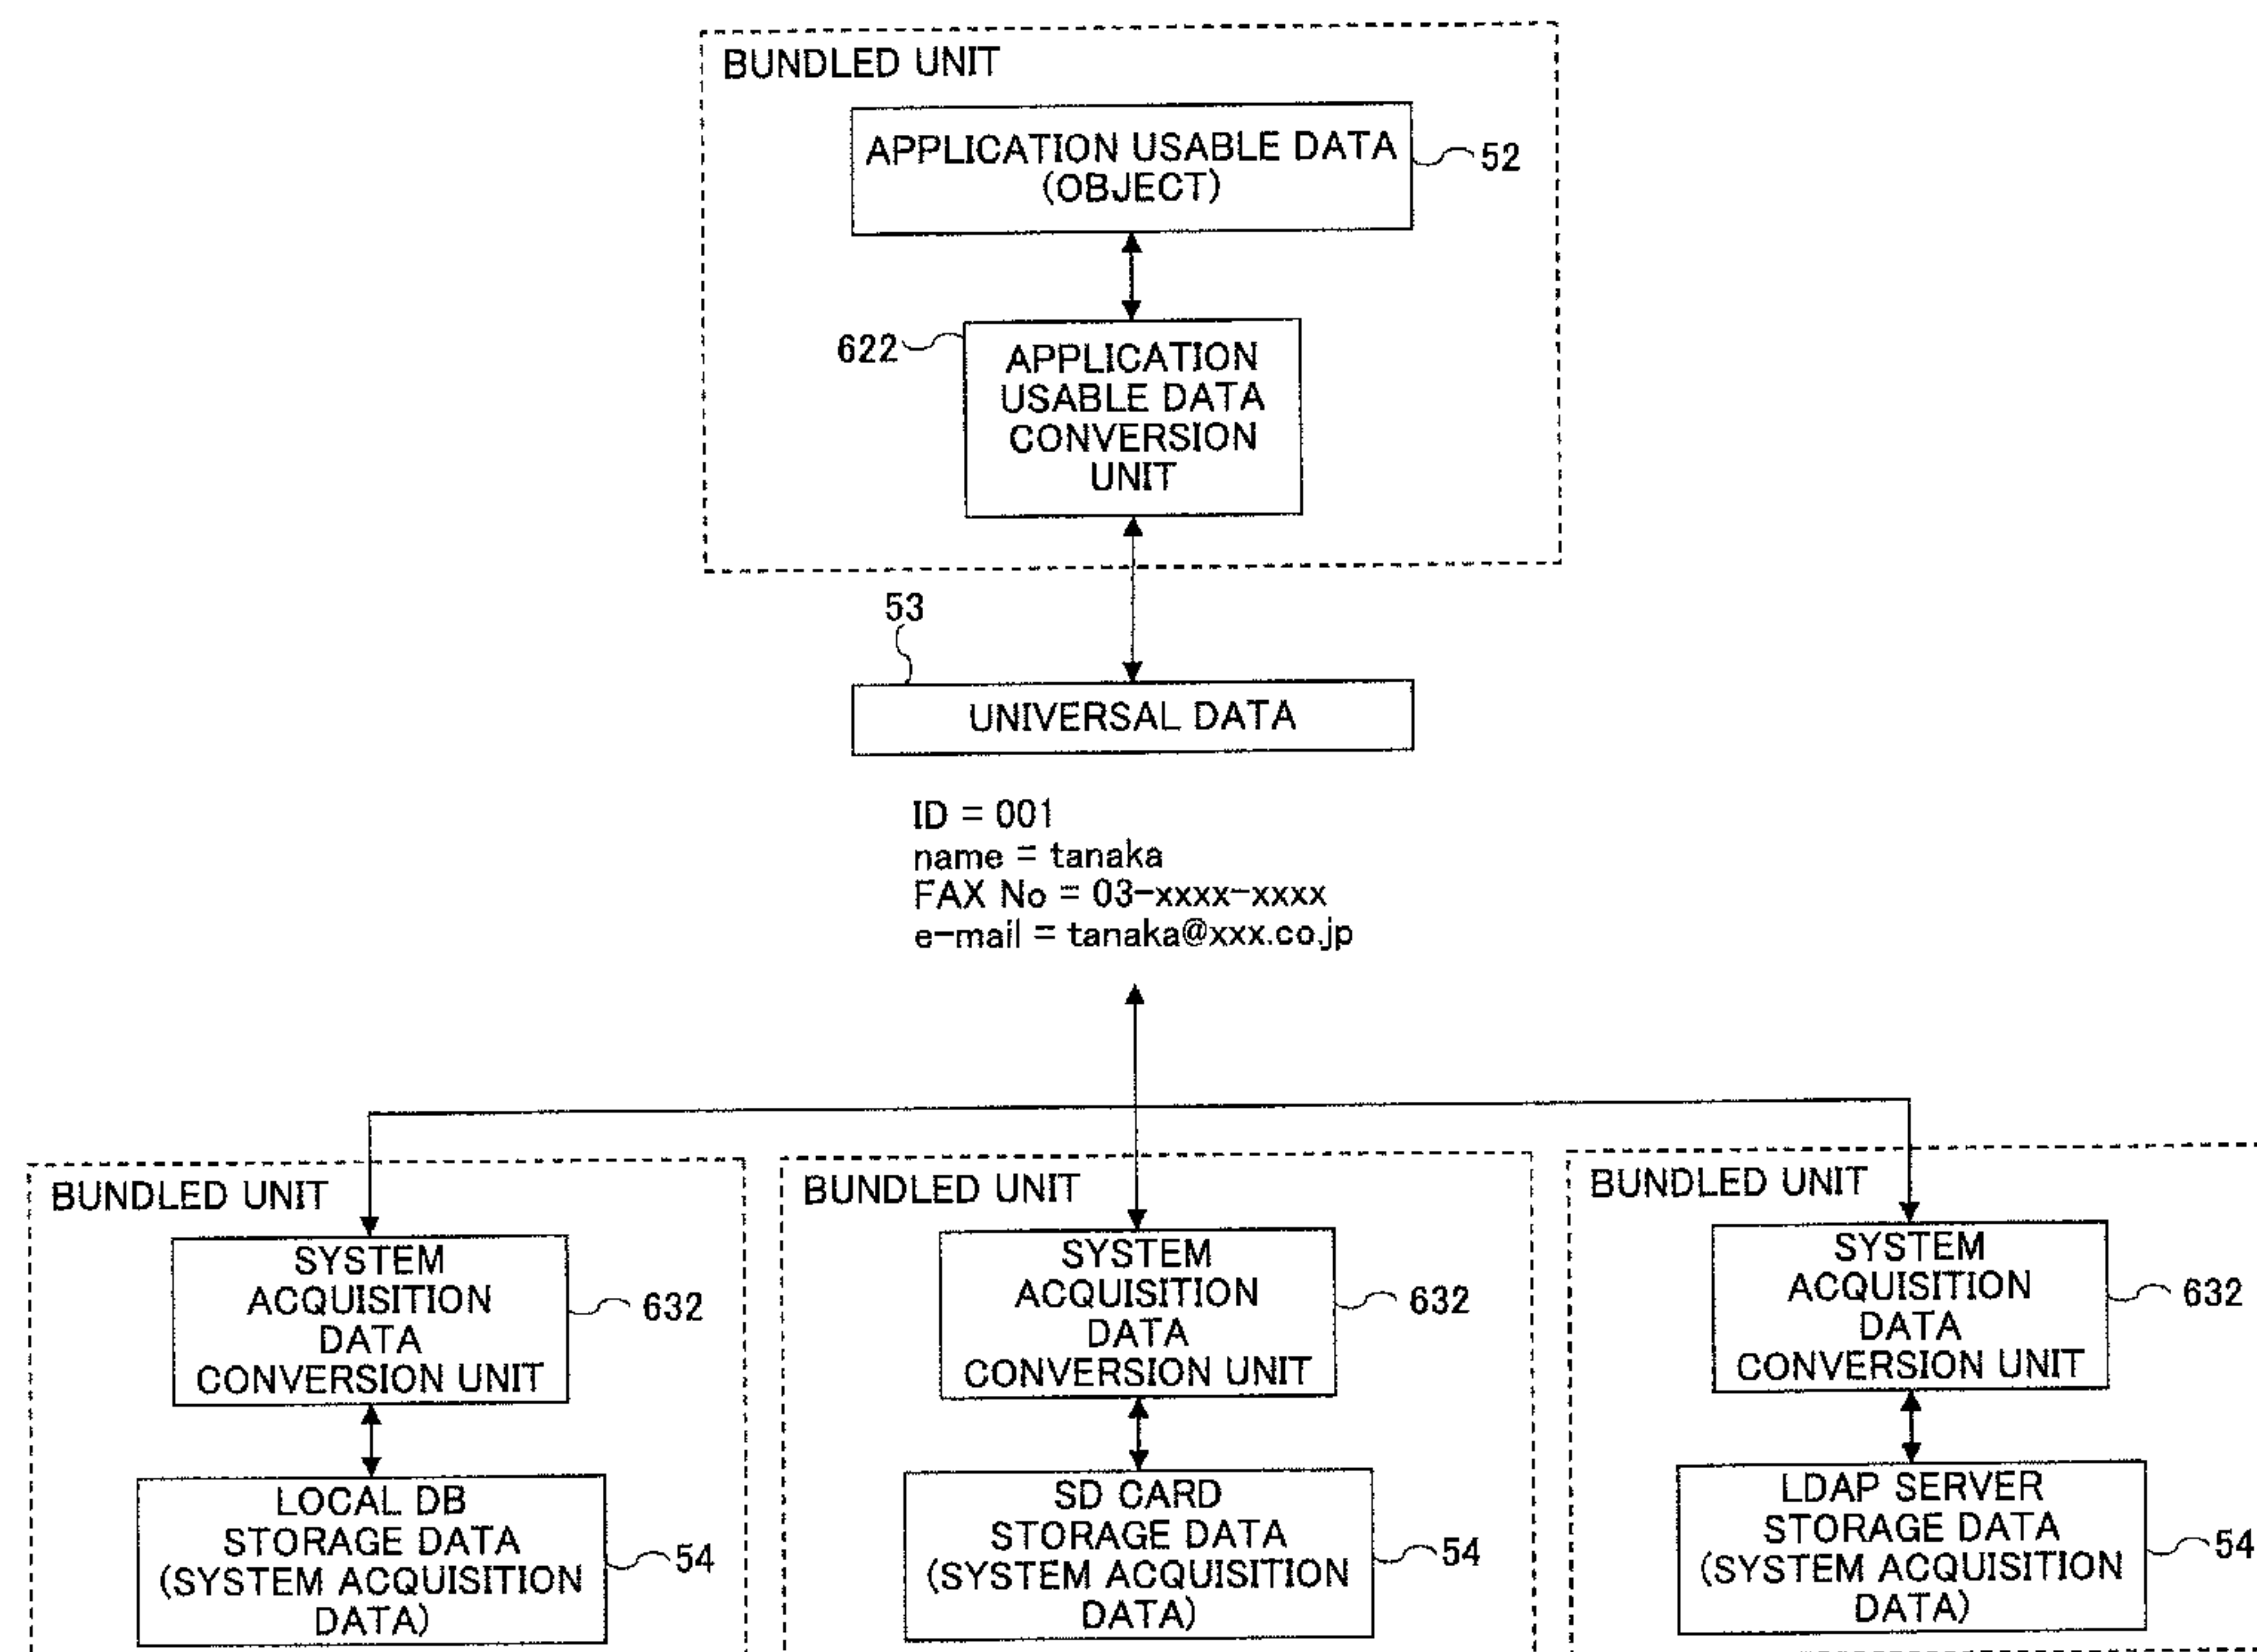 BUNDLED UNIT
APPLICATION USABLE DATA
(OBJECT)
52
622
APPLICATION
USABLE DATA
CONVERSION
UNIT
53
UNIVERSAL DATA
ID = 001
name = tanaka
FAX No = 03-xxxx-xxxx
e-mail = tanaka@xxx.co.jp
BUNDLED UNIT
SYSTEM
ACQUISITION
DATA
CONVERSION UNIT
632
LOCAL DB
STORAGE DATA
(SYSTEM ACQUISITION
DATA)
54
BUNDLED UNIT
SYSTEM
ACQUISITION
DATA
CONVERSION UNIT
632
SD CARD
STORAGE DATA
(SYSTEM ACQUISITION
DATA)
54
BUNDLED UNIT
SYSTEM
ACQUISITION
DATA
CONVERSION UNIT
632
LDAP SERVER
STORAGE DATA
(SYSTEM ACQUISITION
DATA)
54